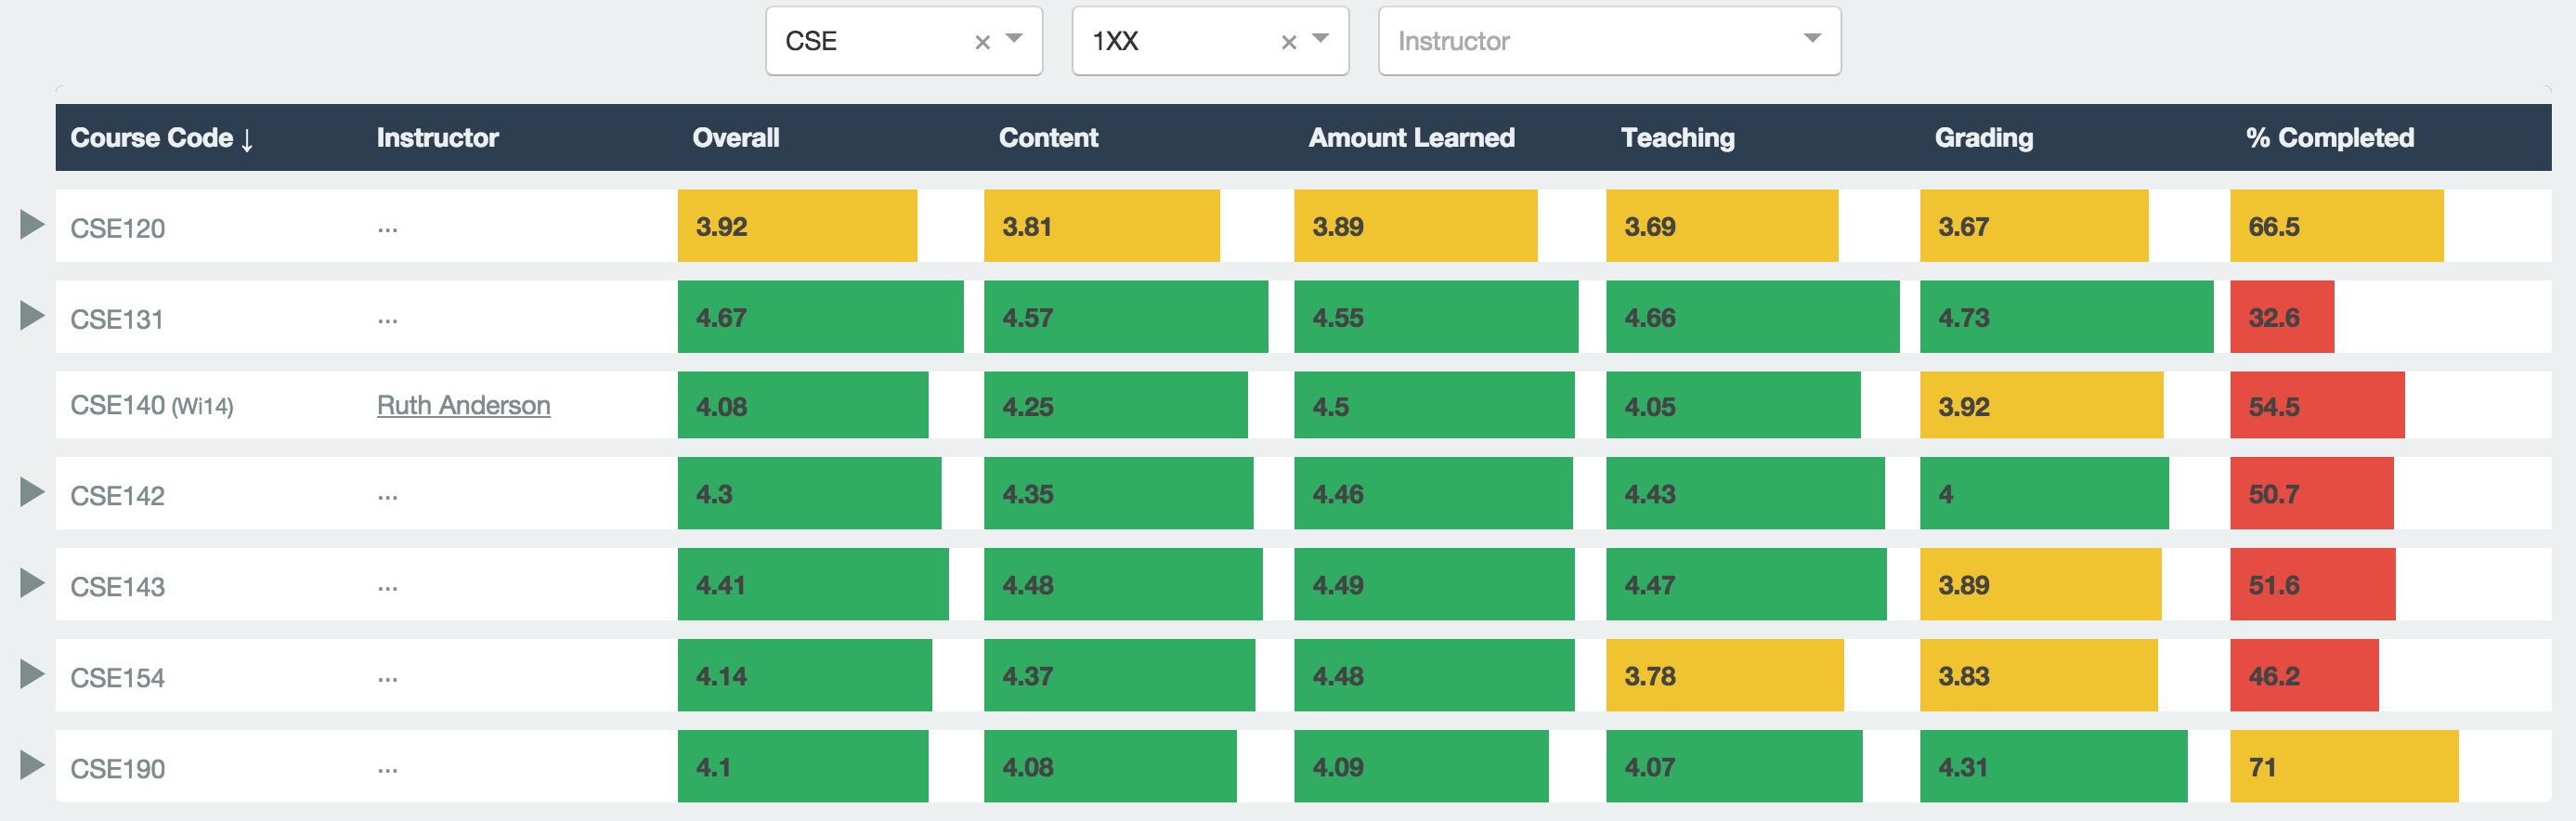 CSE × 1XX × Instructor
Course Code ↓ Instructor Overall Content Amount Learned Teaching Grading % Completed
CSE120 ... 3.92 3.81 3.89 3.69 3.67 66.5
CSE131 ... 4.67 4.57 4.55 4.66 4.73 32.6
CSE140 (Wi14) Ruth Anderson 4.08 4.25 4.5 4.05 3.92 54.5
CSE142 ... 4.3 4.35 4.46 4.43 4 50.7
CSE143 ... 4.41 4.48 4.49 4.47 3.89 51.6
CSE154 ... 4.14 4.37 4.48 3.78 3.83 46.2
CSE190 ... 4.1 4.08 4.09 4.07 4.31 71